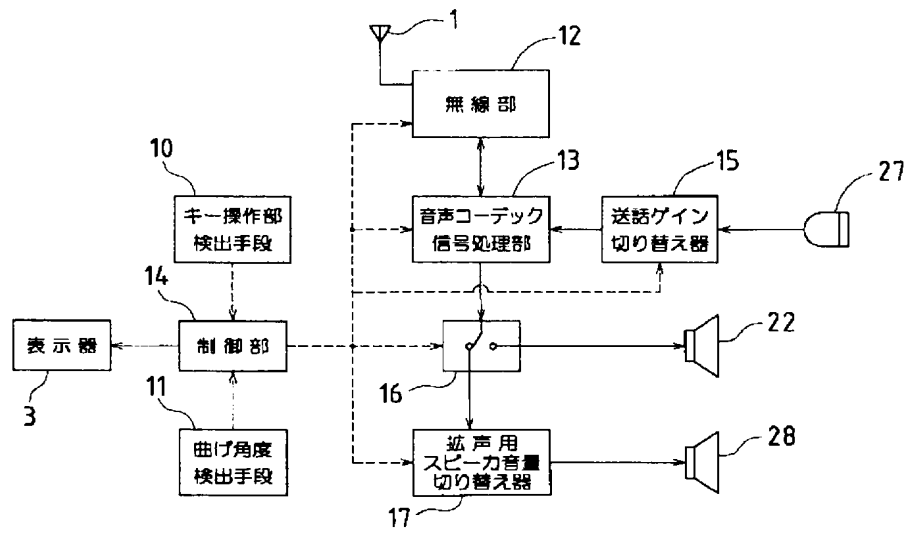 1
12
無線部
10
13
15
27
キー操作部
検出手段
音声コーデック
信号処理部
送話ゲイン
切り替え器
14
表示器
制御部
22
3
11
16
曲げ角度
検出手段
拡声用
スピーカ音量
切り替え器
28
17